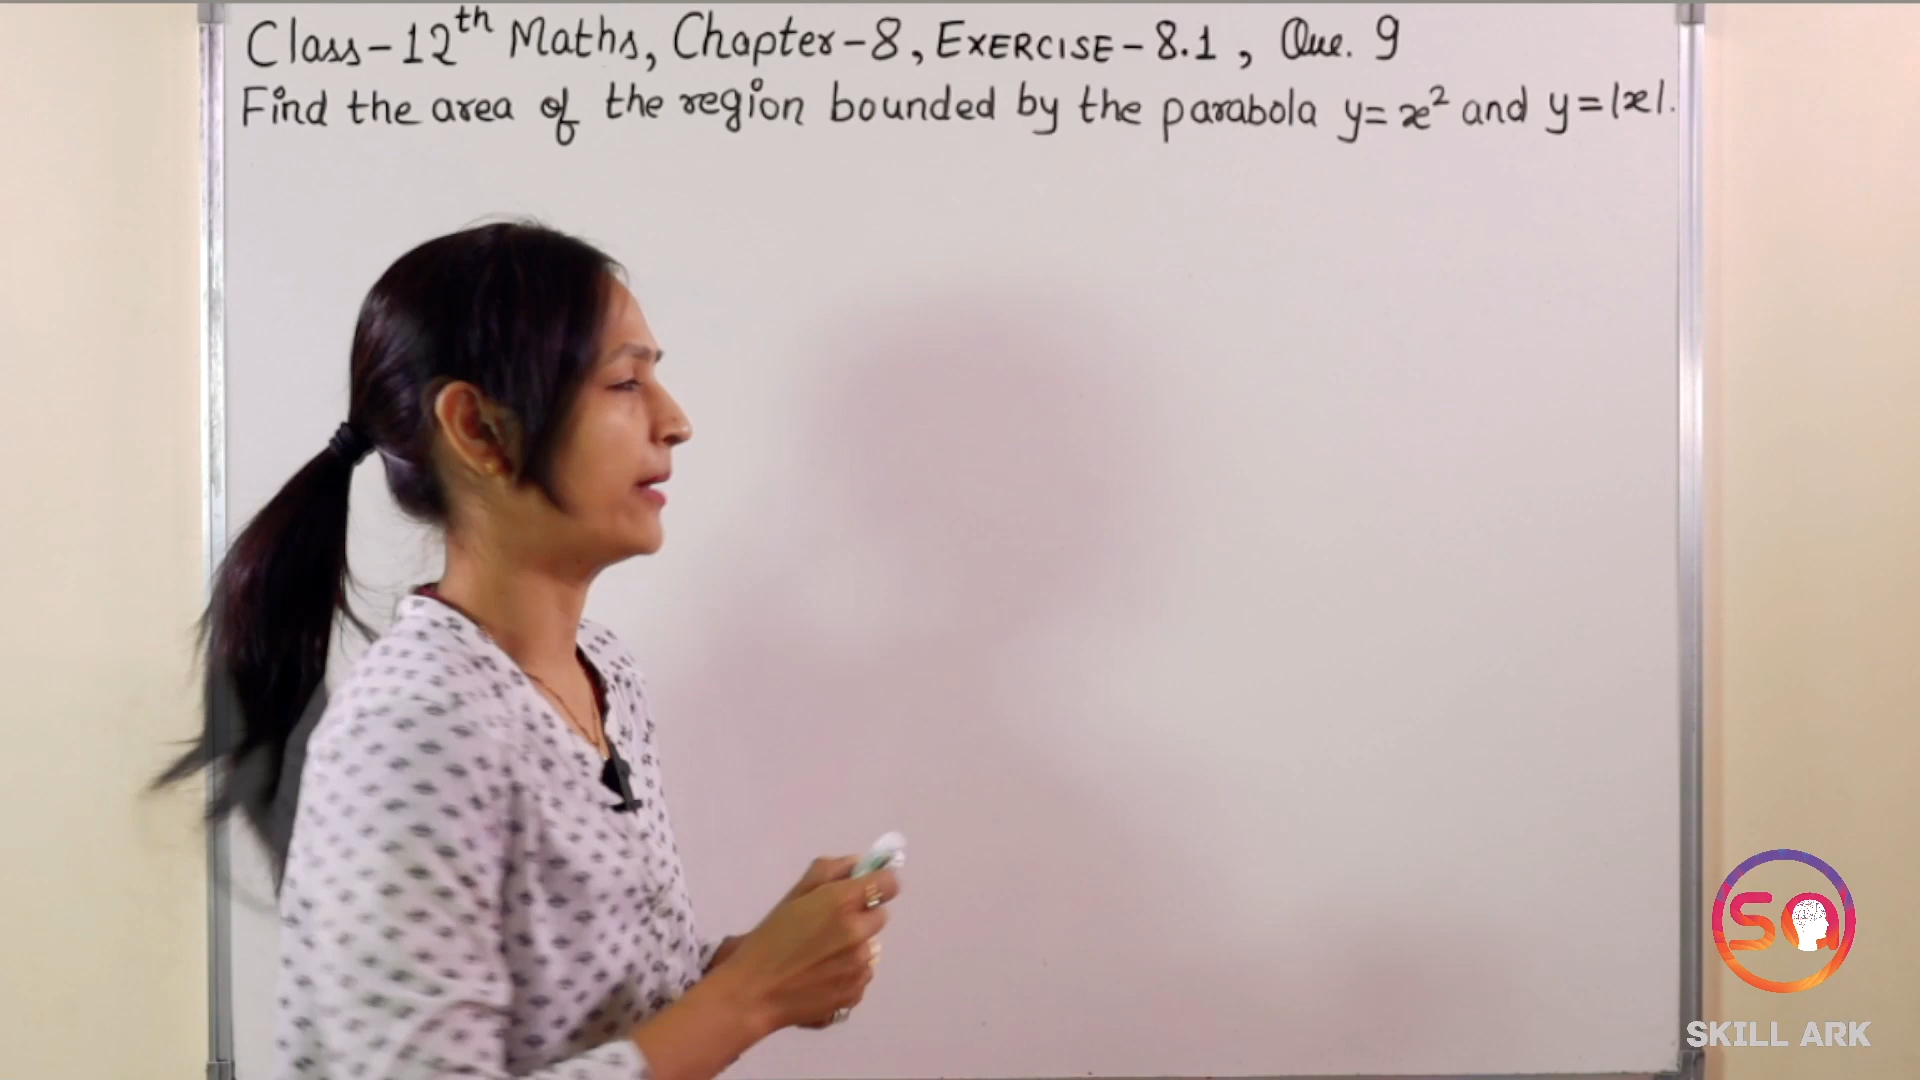 Class-12th Maths, Chapter-8, EXERCISE-8.1, Que. 9
Find the area of the region bounded by the parabola y=x² and y=|x|.
Sa
SKILL ARK